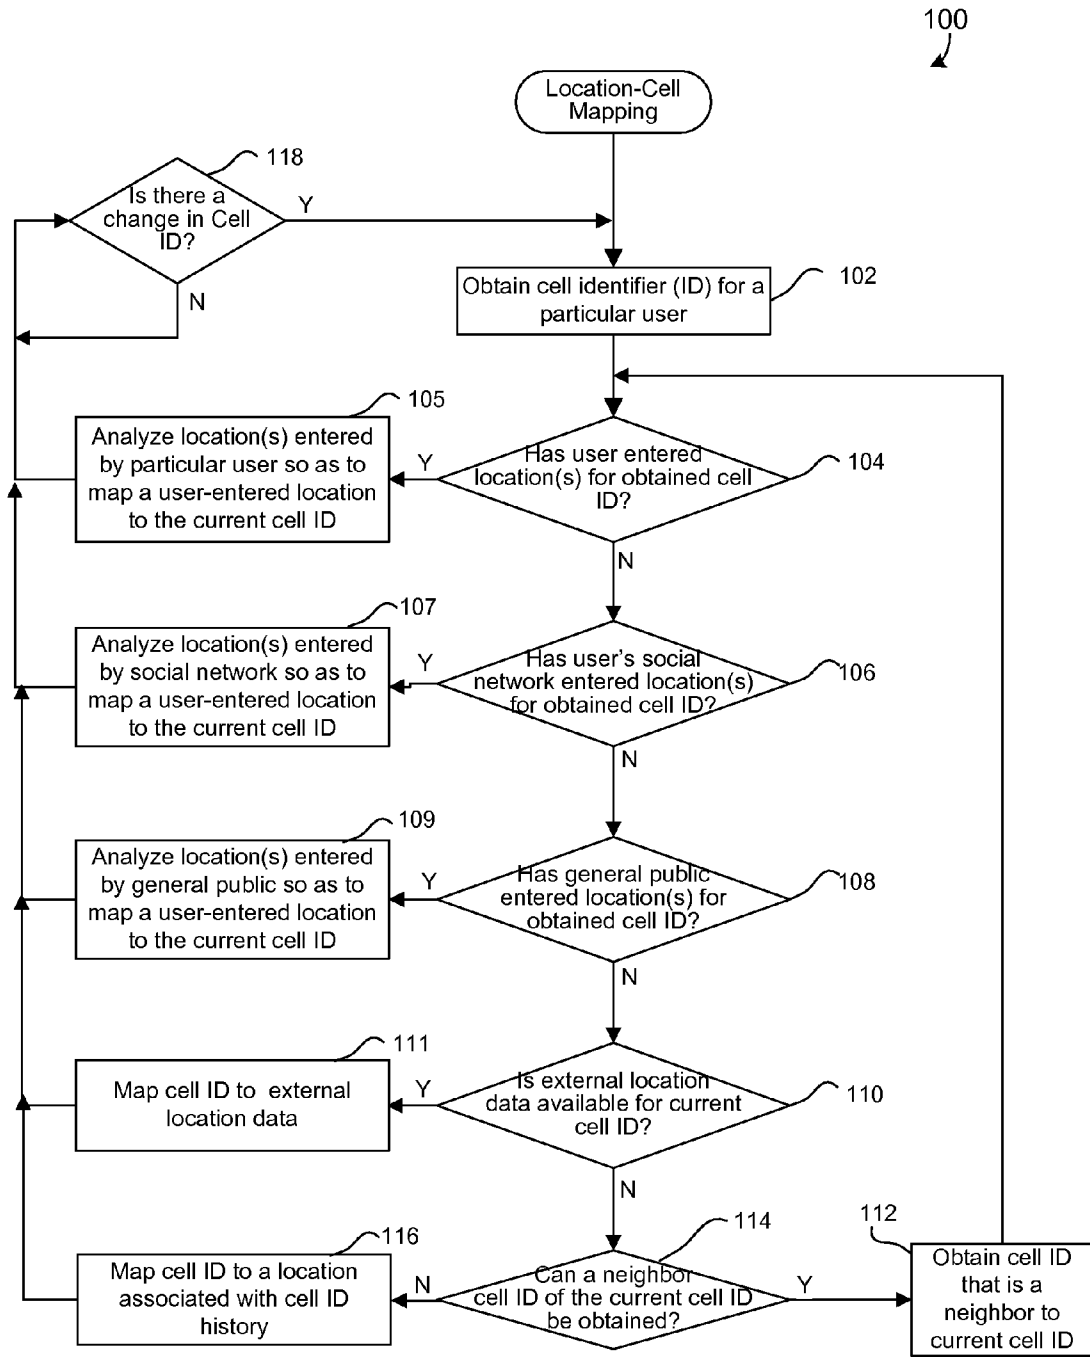 100
Location-Cell
Mapping
118
Is there a
change in Cell
ID?
Y
N
102
Obtain cell identifier (ID) for a
particular user
105
Analyze location(s) entered
by particular user so as to
map a user-entered location
to the current cell ID
Y
Has user entered
location(s) for obtained cell
ID?
104
N
107
Analyze location(s) entered
by social network so as to
map a user-entered location
to the current cell ID
Y
Has user's social
network entered location(s)
for obtained cell ID?
106
N
109
Analyze location(s) entered
by general public so as to
map a user-entered location
to the current cell ID
Y
Has general public
entered location(s) for
obtained cell ID?
108
N
111
Map cell ID to external
location data
Y
Is external location
data available for current
cell ID?
110
N
116
Map cell ID to a location
associated with cell ID
history
N
114
Can a neighbor
cell ID of the current cell ID
be obtained?
Y
112
Obtain cell ID
that is a
neighbor to
current cell ID